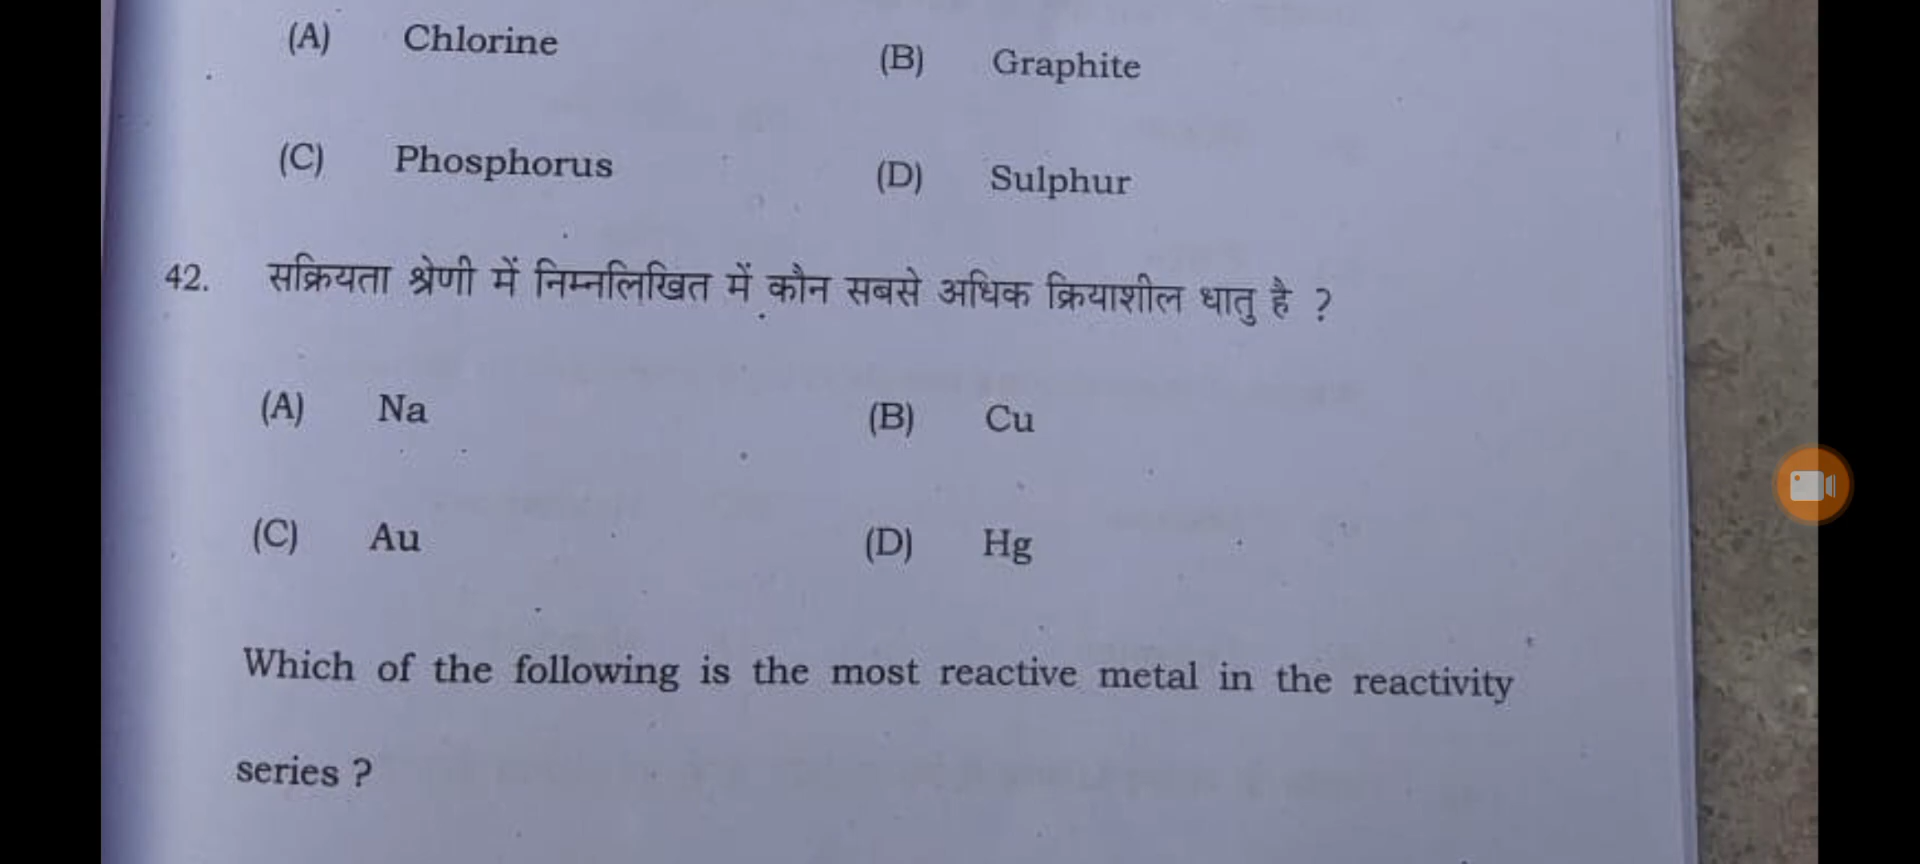 (A) Chlorine (B) Graphite
(C) Phosphorus (D) Sulphur
42. सक्रियता श्रेणी में निम्नलिखित में कौन सबसे अधिक क्रियाशील धातु है ?
(A) Na (B) Cu
(C) Au (D) Hg
Which of the following is the most reactive metal in the reactivity
series ?